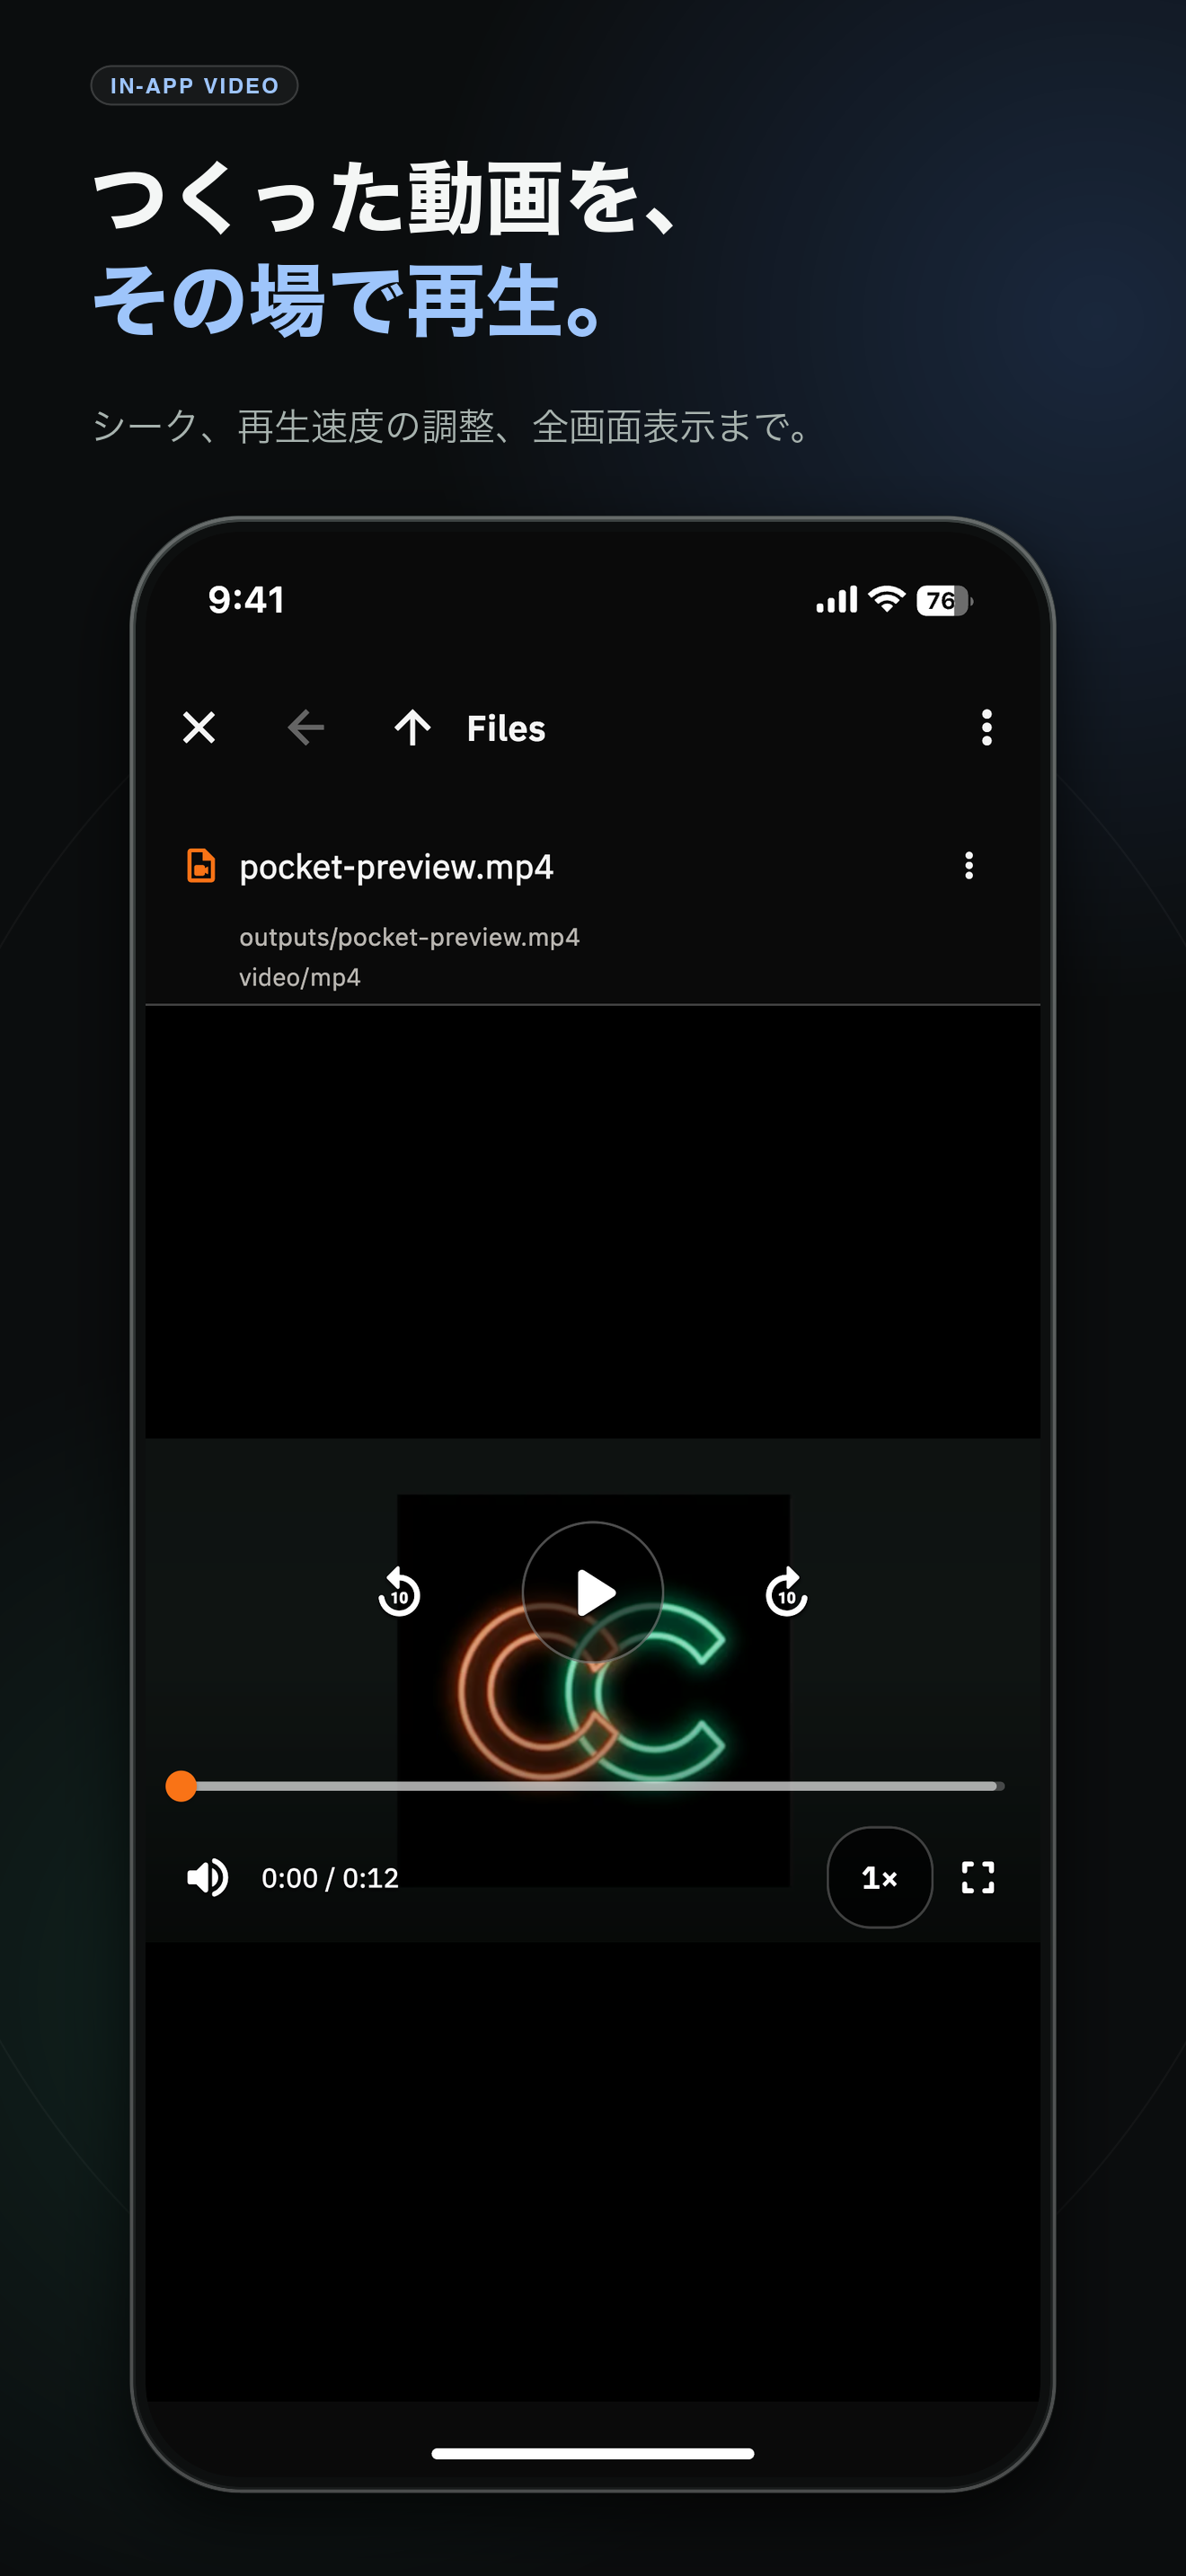 IN-APP VIDEO
つくった動画を、
その場で再生。
シーク、再生速度の調整、全画面表示まで。
9:41
76
Files
pocket-preview.mp4
outputs/pocket-preview.mp4
video/mp4
10
10
CC
0:00 / 0:12
1×